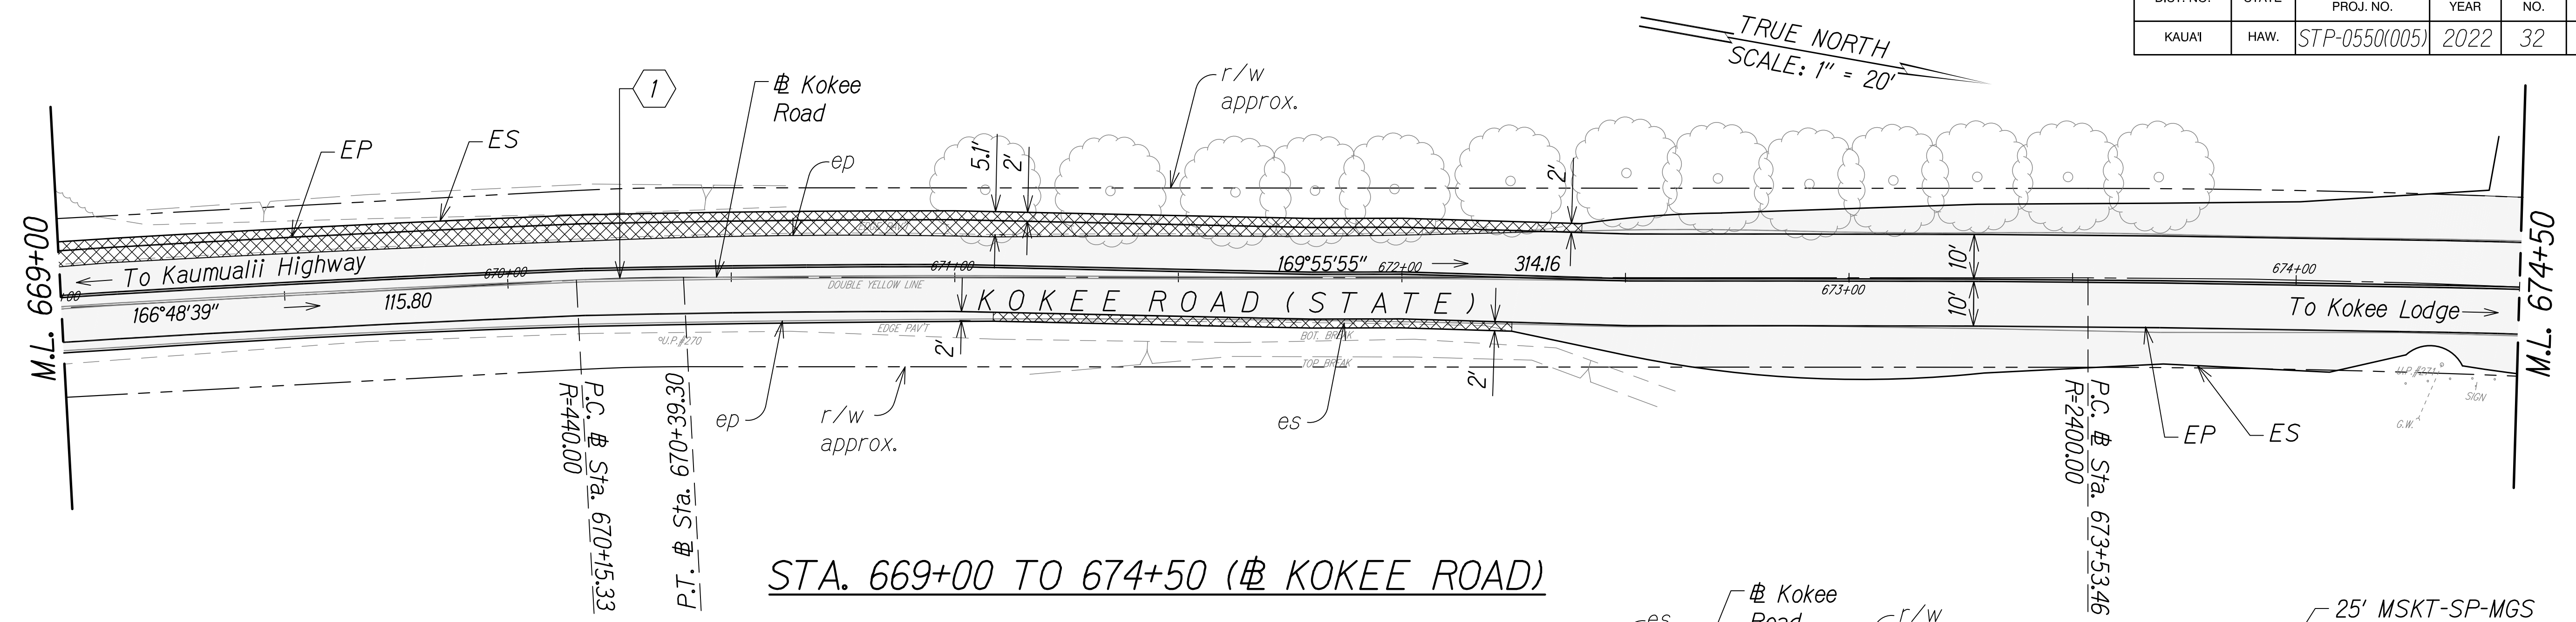 PROJ. NO. YEAR NO.
KAUA'I HAW. STP-0550(005) 2022 32
TRUE NORTH
SCALE: 1" = 20'
1
℄ Kokee
Road
r/w
approx.
EP
ES
ep
5.1'
2'
2'
EDGE PAV'T
M.L. 669+00
To Kaumualii Highway
670+00
671+00
169°55'55"
672+00
314.16
10'
674+00
M.L. 674+50
166°48'39"
115.80
DOUBLE YELLOW LINE
KOKEE ROAD (STATE)
673+00
10'
To Kokee Lodge
U.P.#270
EDGE PAV'T
2'
BOT. BREAK
TOP BREAK
2'
U.P.#271
SIGN
G.W.
ep
r/w
approx.
es
EP
ES
P.C. ℄ Sta. 670+15.33
R=440.00
P.T. ℄ Sta. 670+39.30
P.C. ℄ Sta. 673+53.46
R=2400.00
STA. 669+00 TO 674+50 (℄ KOKEE ROAD)
es
℄ Kokee
r/w
25' MSKT-SP-MGS